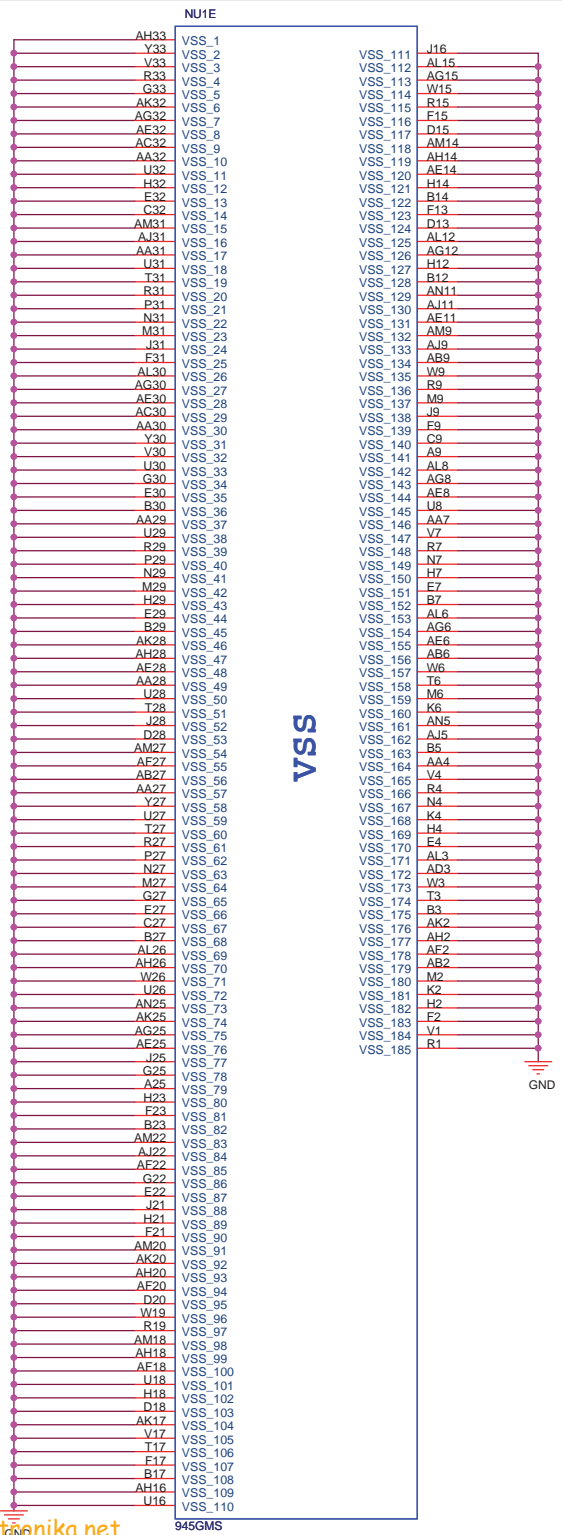 NU1E
AH33 VSS_1
Y33 VSS_2
V33 VSS_3
R33 VSS_4
G33 VSS_5
AK32 VSS_6
AG32 VSS_7
AE32 VSS_8
AC32 VSS_9
AA32 VSS_10
U32 VSS_11
H32 VSS_12
E32 VSS_13
C32 VSS_14
AM31 VSS_15
AJ31 VSS_16
AA31 VSS_17
U31 VSS_18
T31 VSS_19
R31 VSS_20
P31 VSS_21
N31 VSS_22
M31 VSS_23
J31 VSS_24
F31 VSS_25
AL30 VSS_26
AG30 VSS_27
AE30 VSS_28
AC30 VSS_29
AA30 VSS_30
Y30 VSS_31
V30 VSS_32
U30 VSS_33
G30 VSS_34
E30 VSS_35
B30 VSS_36
AA29 VSS_37
U29 VSS_38
R29 VSS_39
P29 VSS_40
N29 VSS_41
M29 VSS_42
H29 VSS_43
E29 VSS_44
B29 VSS_45
AK28 VSS_46
AH28 VSS_47
AE28 VSS_48
AA28 VSS_49
U28 VSS_50
T28 VSS_51
J28 VSS_52
D28 VSS_53
AM27 VSS_54
AF27 VSS_55
AB27 VSS_56
AA27 VSS_57
Y27 VSS_58
U27 VSS_59
T27 VSS_60
R27 VSS_61
P27 VSS_62
N27 VSS_63
M27 VSS_64
G27 VSS_65
E27 VSS_66
C27 VSS_67
B27 VSS_68
AL26 VSS_69
AH26 VSS_70
W26 VSS_71
U26 VSS_72
AN25 VSS_73
AK25 VSS_74
AG25 VSS_75
AE25 VSS_76
J25 VSS_77
G25 VSS_78
A25 VSS_79
H23 VSS_80
F23 VSS_81
B23 VSS_82
AM22 VSS_83
AJ22 VSS_84
AF22 VSS_85
G22 VSS_86
E22 VSS_87
J21 VSS_88
H21 VSS_89
F21 VSS_90
AM20 VSS_91
AK20 VSS_92
AH20 VSS_93
AF20 VSS_94
D20 VSS_95
W19 VSS_96
R19 VSS_97
AM18 VSS_98
AH18 VSS_99
AF18 VSS_100
U18 VSS_101
H18 VSS_102
D18 VSS_103
AK17 VSS_104
V17 VSS_105
T17 VSS_106
F17 VSS_107
B17 VSS_108
AH16 VSS_109
U16 VSS_110
VSS
VSS_111 J16
VSS_112 AL15
VSS_113 AG15
VSS_114 W15
VSS_115 R15
VSS_116 F15
VSS_117 D15
VSS_118 AM14
VSS_119 AH14
VSS_120 AE14
VSS_121 H14
VSS_122 B14
VSS_123 F13
VSS_124 D13
VSS_125 AL12
VSS_126 AG12
VSS_127 H12
VSS_128 B12
VSS_129 AN11
VSS_130 AJ11
VSS_131 AE11
VSS_132 AM9
VSS_133 AJ9
VSS_134 AB9
VSS_135 W9
VSS_136 R9
VSS_137 M9
VSS_138 J9
VSS_139 F9
VSS_140 C9
VSS_141 A9
VSS_142 AL8
VSS_143 AG8
VSS_144 AE8
VSS_145 U8
VSS_146 AA7
VSS_147 V7
VSS_148 R7
VSS_149 N7
VSS_150 H7
VSS_151 E7
VSS_152 B7
VSS_153 AL6
VSS_154 AG6
VSS_155 AE6
VSS_156 AB6
VSS_157 W6
VSS_158 T6
VSS_159 M6
VSS_160 K6
VSS_161 AN5
VSS_162 AJ5
VSS_163 B5
VSS_164 AA4
VSS_165 V4
VSS_166 R4
VSS_167 N4
VSS_168 K4
VSS_169 H4
VSS_170 E4
VSS_171 AL3
VSS_172 AD3
VSS_173 W3
VSS_174 T3
VSS_175 B3
VSS_176 AK2
VSS_177 AH2
VSS_178 AF2
VSS_179 AB2
VSS_180 M2
VSS_181 K2
VSS_182 H2
VSS_183 F2
VSS_184 V1
VSS_185 R1
GND
GND
945GMS